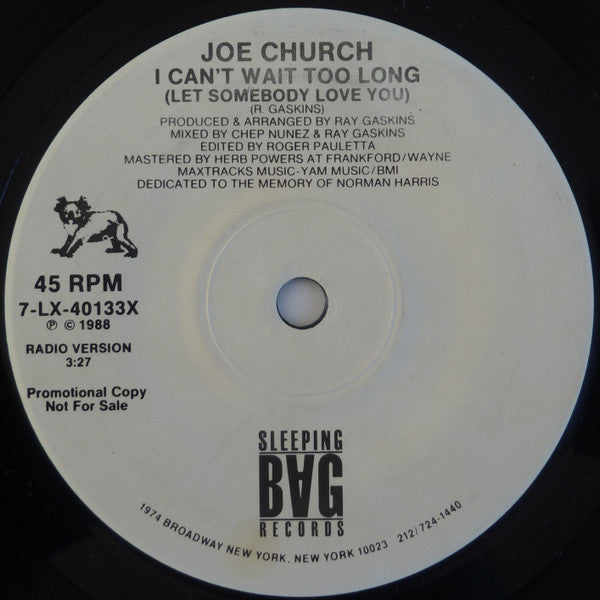 JOE CHURCH
I CAN'T WAIT TOO LONG
(LET SOMEBODY LOVE YOU)
(R. GASKINS)
PRODUCED & ARRANGED BY RAY GASKINS
MIXED BY CHEP NUNEZ & RAY GASKINS
EDITED BY ROGER PAULETTA
MASTERED BY HERB POWERS AT FRANKFORD/WAYNE
MAXTRACKS MUSIC-YAM MUSIC/BMI
DEDICATED TO THE MEMORY OF NORMAN HARRIS
45 RPM
7-LX-40133X
℗ © 1988
RADIO VERSION
3:27
Promotional Copy
Not For Sale
SLEEPING
BAG
RECORDS
1974 BROADWAY NEW YORK, NEW YORK 10023 212/724-1440